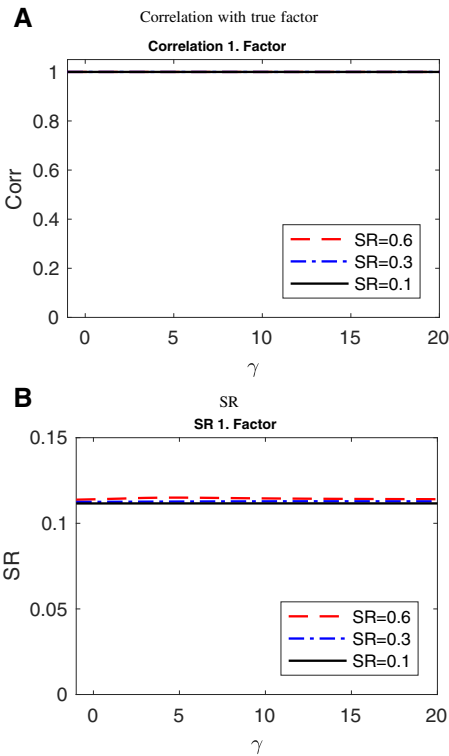 A
Correlation with true factor
Correlation 1. Factor
1
0.8
0.6
0.4
0.2
0
Corr
SR=0.6
SR=0.3
SR=0.1
0 5 10 15 20
γ
B
SR
SR 1. Factor
0.15
0.1
0.05
0
SR
SR=0.6
SR=0.3
SR=0.1
0 5 10 15 20
γ